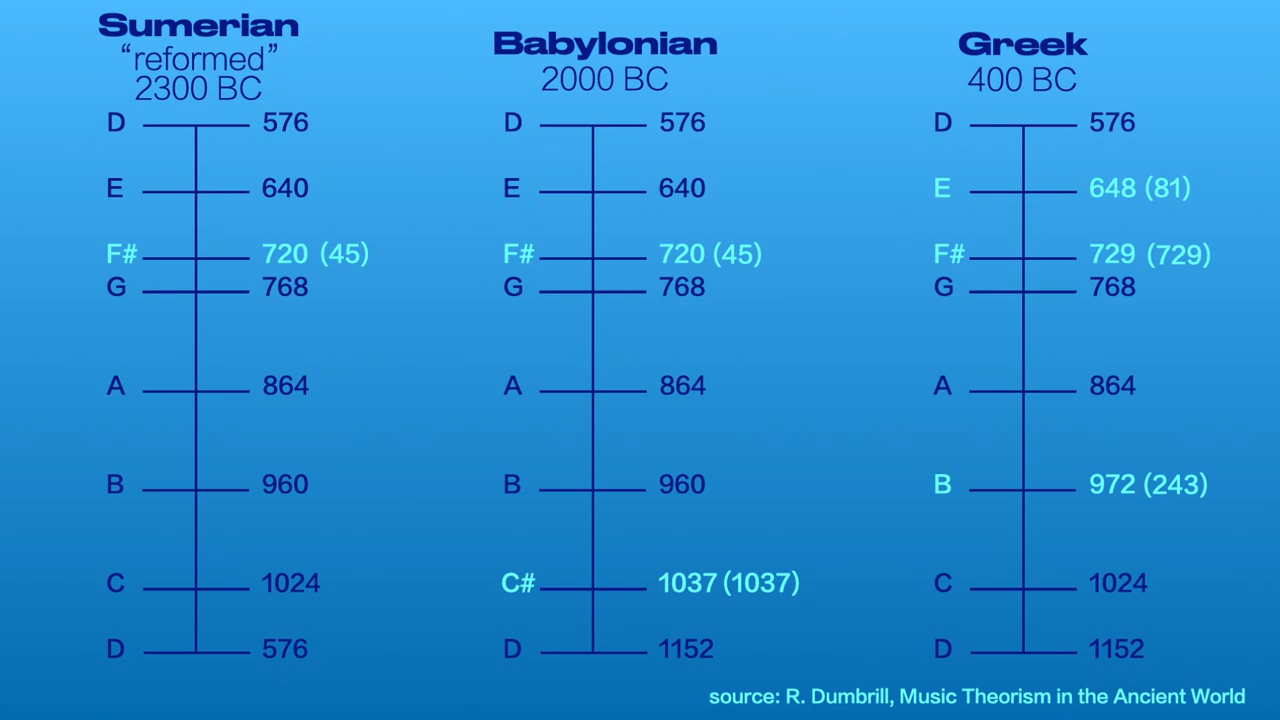 Sumerian
“reformed”
2300 BC
D 576
E 640
F# 720 (45)
G 768
A 864
B 960
C 1024
D 576
Babylonian
2000 BC
D 576
E 640
F# 720 (45)
G 768
A 864
B 960
C# 1037 (1037)
D 1152
Greek
400 BC
D 576
E 648 (81)
F# 729 (729)
G 768
A 864
B 972 (243)
C 1024
D 1152
source: R. Dumbrill, Music Theorism in the Ancient World